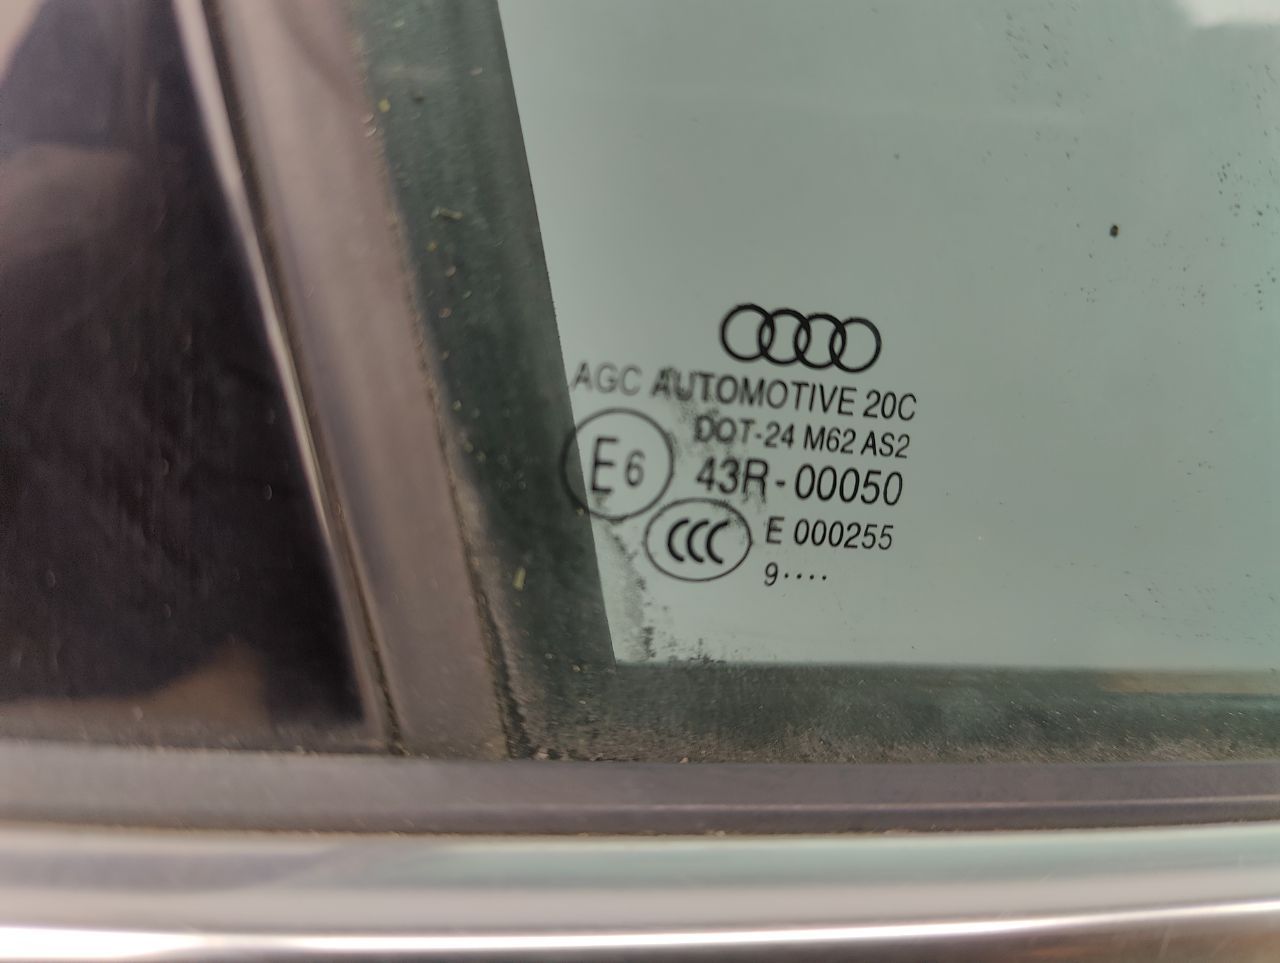 AGC AUTOMOTIVE 20C
DOT-24 M62 AS2
E6 43R-00050
CCC E 000255
9····